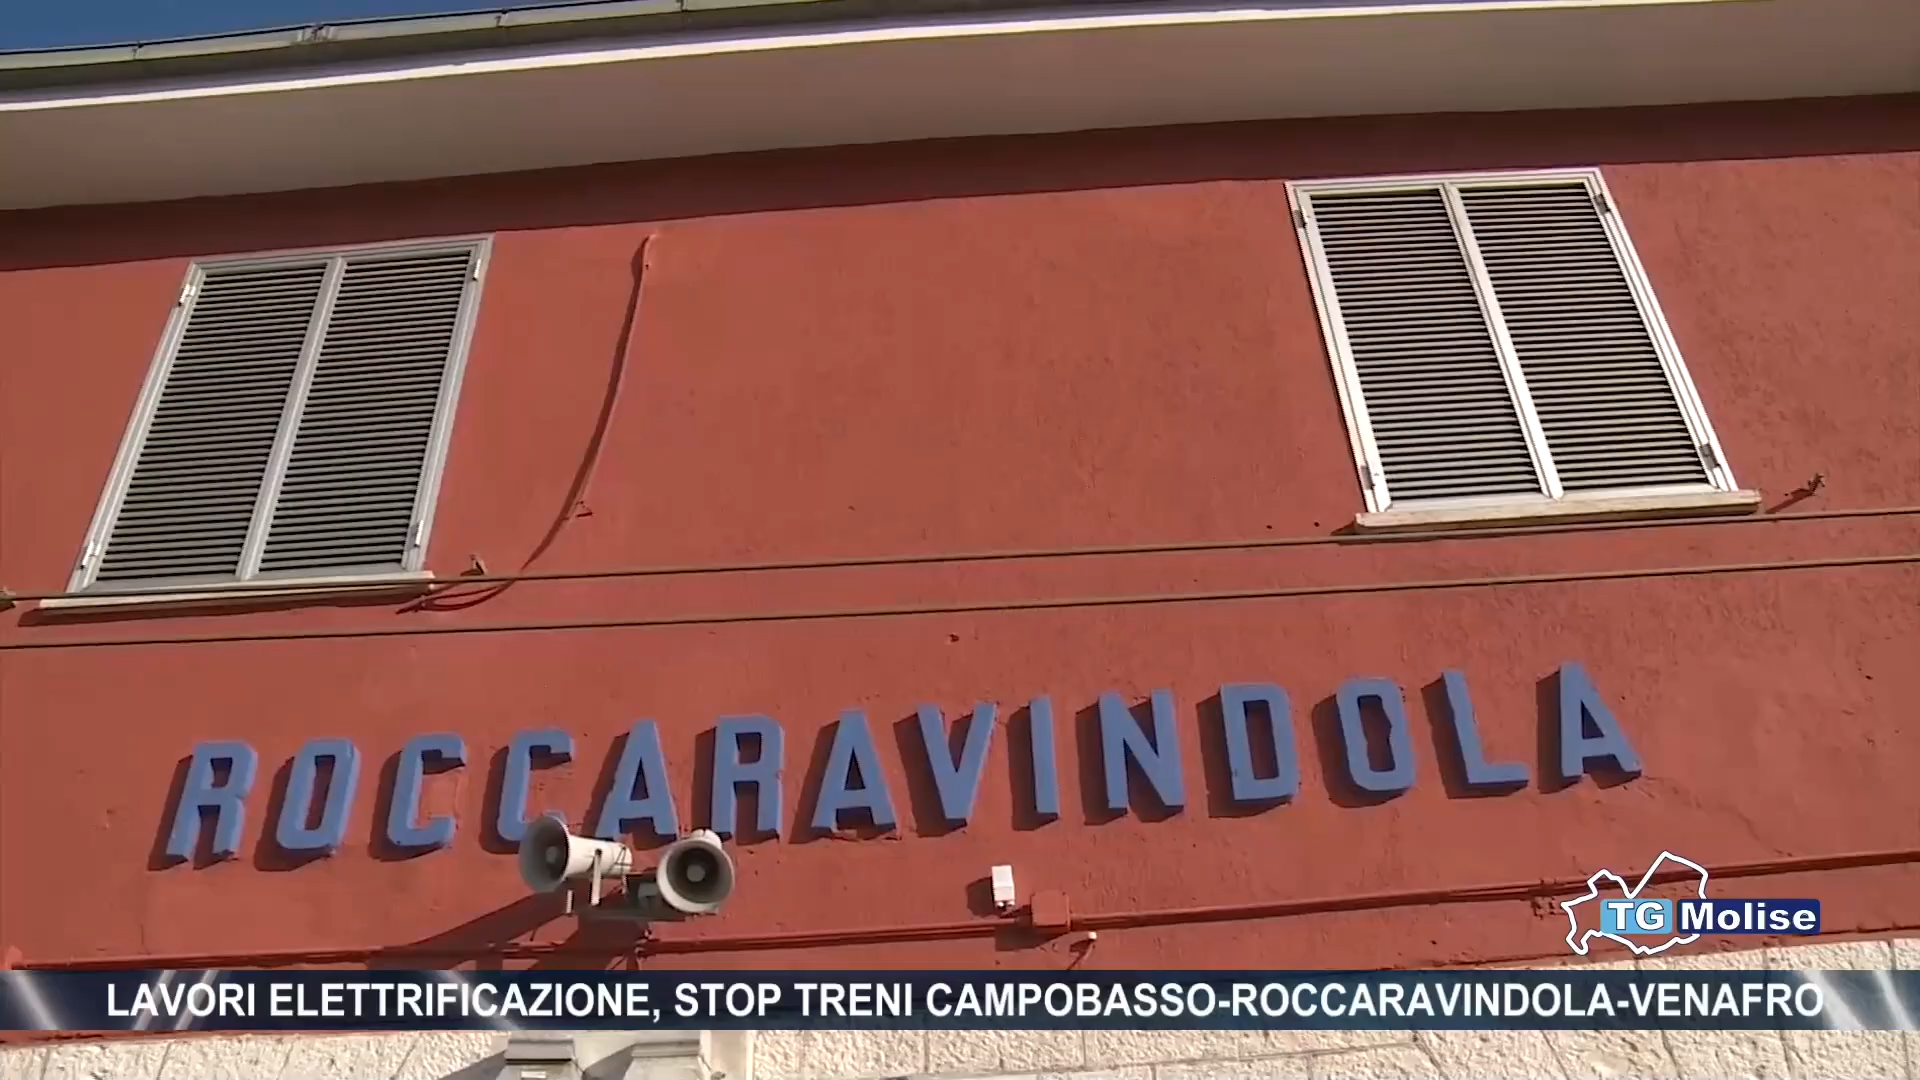 ROCCARAVINDOLA
TG Molise
LAVORI ELETTRIFICAZIONE, STOP TRENI CAMPOBASSO-ROCCARAVINDOLA-VENAFRO